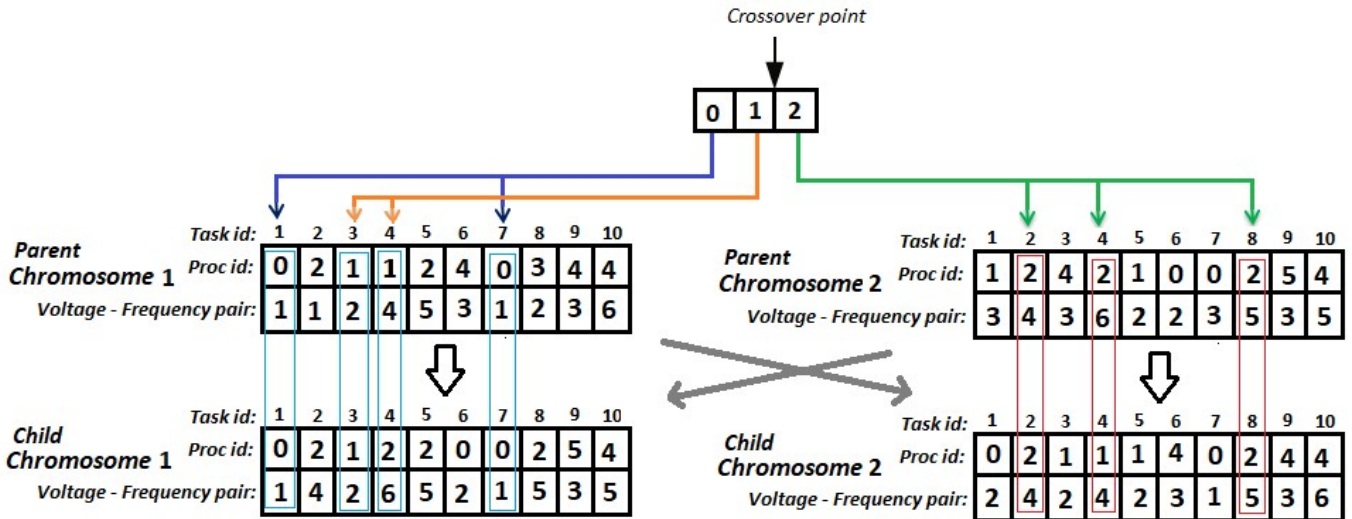 Crossover point
0 1 2
Task id: 1 2 3 4 5 6 7 8 9 10
Parent Chromosome 1
Proc id: 0 2 1 1 2 4 0 3 4 4
Voltage - Frequency pair: 1 1 2 4 5 3 1 2 3 6
Task id: 1 2 3 4 5 6 7 8 9 10
Parent Chromosome 2
Proc id: 1 2 4 2 1 0 0 2 5 4
Voltage - Frequency pair: 3 4 3 6 2 2 3 5 3 5
Task id: 1 2 3 4 5 6 7 8 9 10
Child Chromosome 1
Proc id: 0 2 1 2 2 0 0 2 5 4
Voltage - Frequency pair: 1 4 2 6 5 2 1 5 3 5
Task id: 1 2 3 4 5 6 7 8 9 10
Child Chromosome 2
Proc id: 0 2 1 1 1 4 0 2 4 4
Voltage - Frequency pair: 2 4 2 4 2 3 1 5 3 6